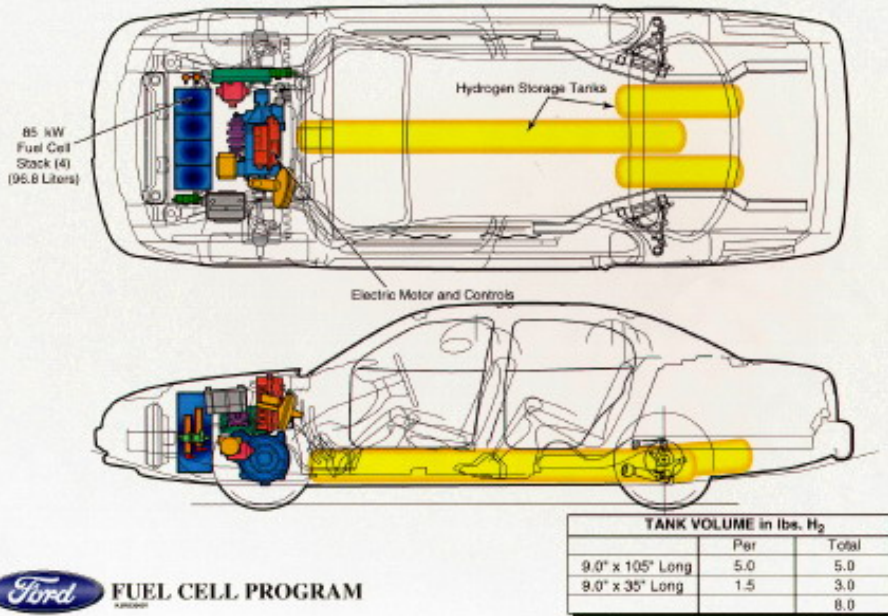 Hydrogen Storage Tanks
85 kW
Fuel Cell
Stack (4)
(96.8 Liters)
Electric Motor and Controls
TANK VOLUME in lbs. H₂
Per Total
9.0" x 105" Long 5.0 5.0
9.0" x 35" Long 1.5 3.0
8.0
Ford FUEL CELL PROGRAM